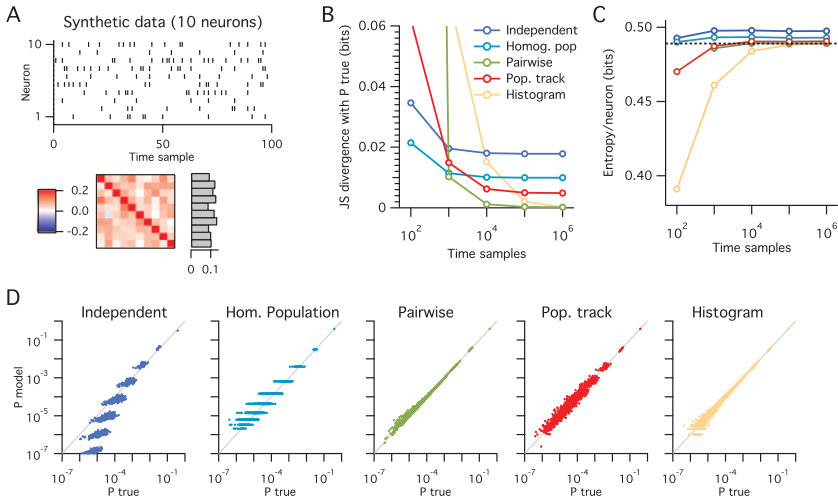 A
Synthetic data (10 neurons)
10
1
Neuron
0
50
100
Time sample
0.2
0.0
-0.2
0
0.1
B
JS divergence with P true (bits)
0.06
0.04
0.02
0
10^2
10^4
10^6
Time samples
Independent
Homog. pop
Pairwise
Pop. track
Histogram
C
Entropy/neuron (bits)
0.50
0.45
0.40
10^2
10^4
10^6
Time samples
D
Independent
Hom. Population
Pairwise
Pop. track
Histogram
P model
10^-1
10^-3
10^-5
10^-7
10^-7
10^-4
10^-1
P true
10^-7
10^-4
10^-1
P true
10^-7
10^-4
10^-1
P true
10^-7
10^-4
10^-1
P true
10^-7
10^-4
10^-1
P true